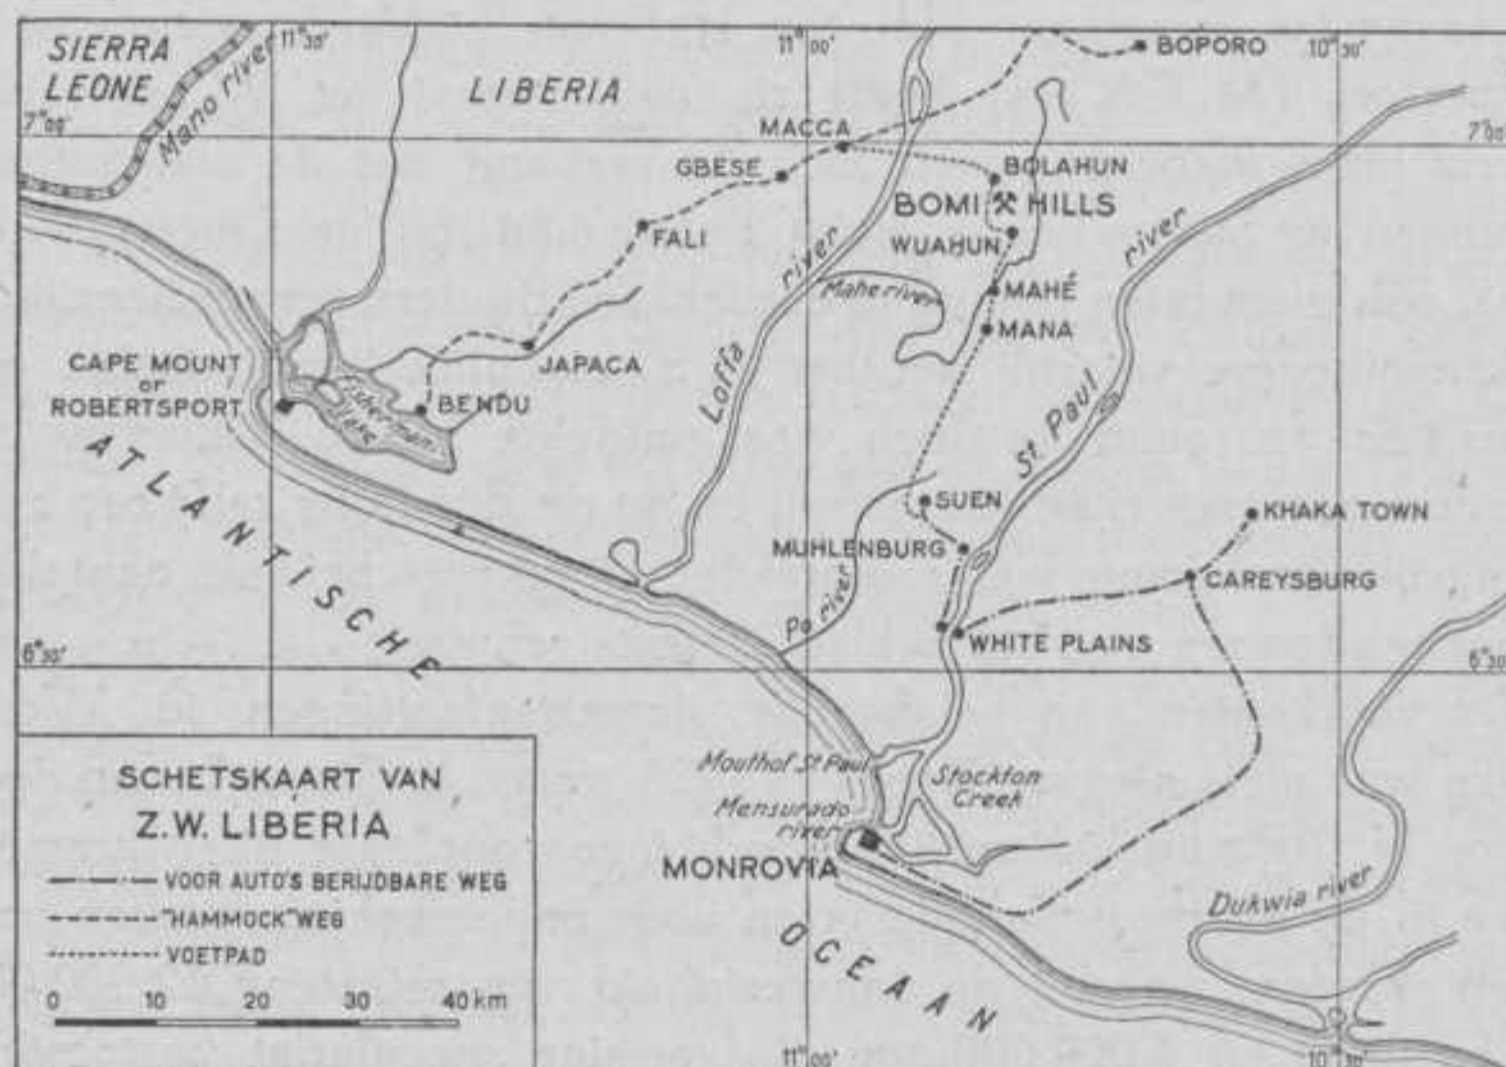 SIERRA
LEONE
Mano river
11°30'
LIBERIA
11°00'
BOPORO
10°30'
7°00'
MACCA
7°00'
GBESE
BOLAHUN
BOMI HILLS
FALI
WUAHUN
river
river
Mahe river
MAHÉ
MANA
CAPE MOUNT
or
ROBERTSPORT
JAPACA
Loffa
BENDU
St Paul
lake
ATLANTISCHE
SUEN
KHAKA TOWN
MUHLENBURG
CAREYSBURG
Po river
WHITE PLAINS
6°30'
6°30'
Mouth of St Paul
Stockton
Creek
Mensurado
river
MONROVIA
Dukwia river
OCEAAN
SCHETSKAART VAN
Z.W. LIBERIA
VOOR AUTO'S BERIJDBARE WEG
"HAMMOCK" WEG
VOETPAD
0 10 20 30 40 km
11°00'
10°30'